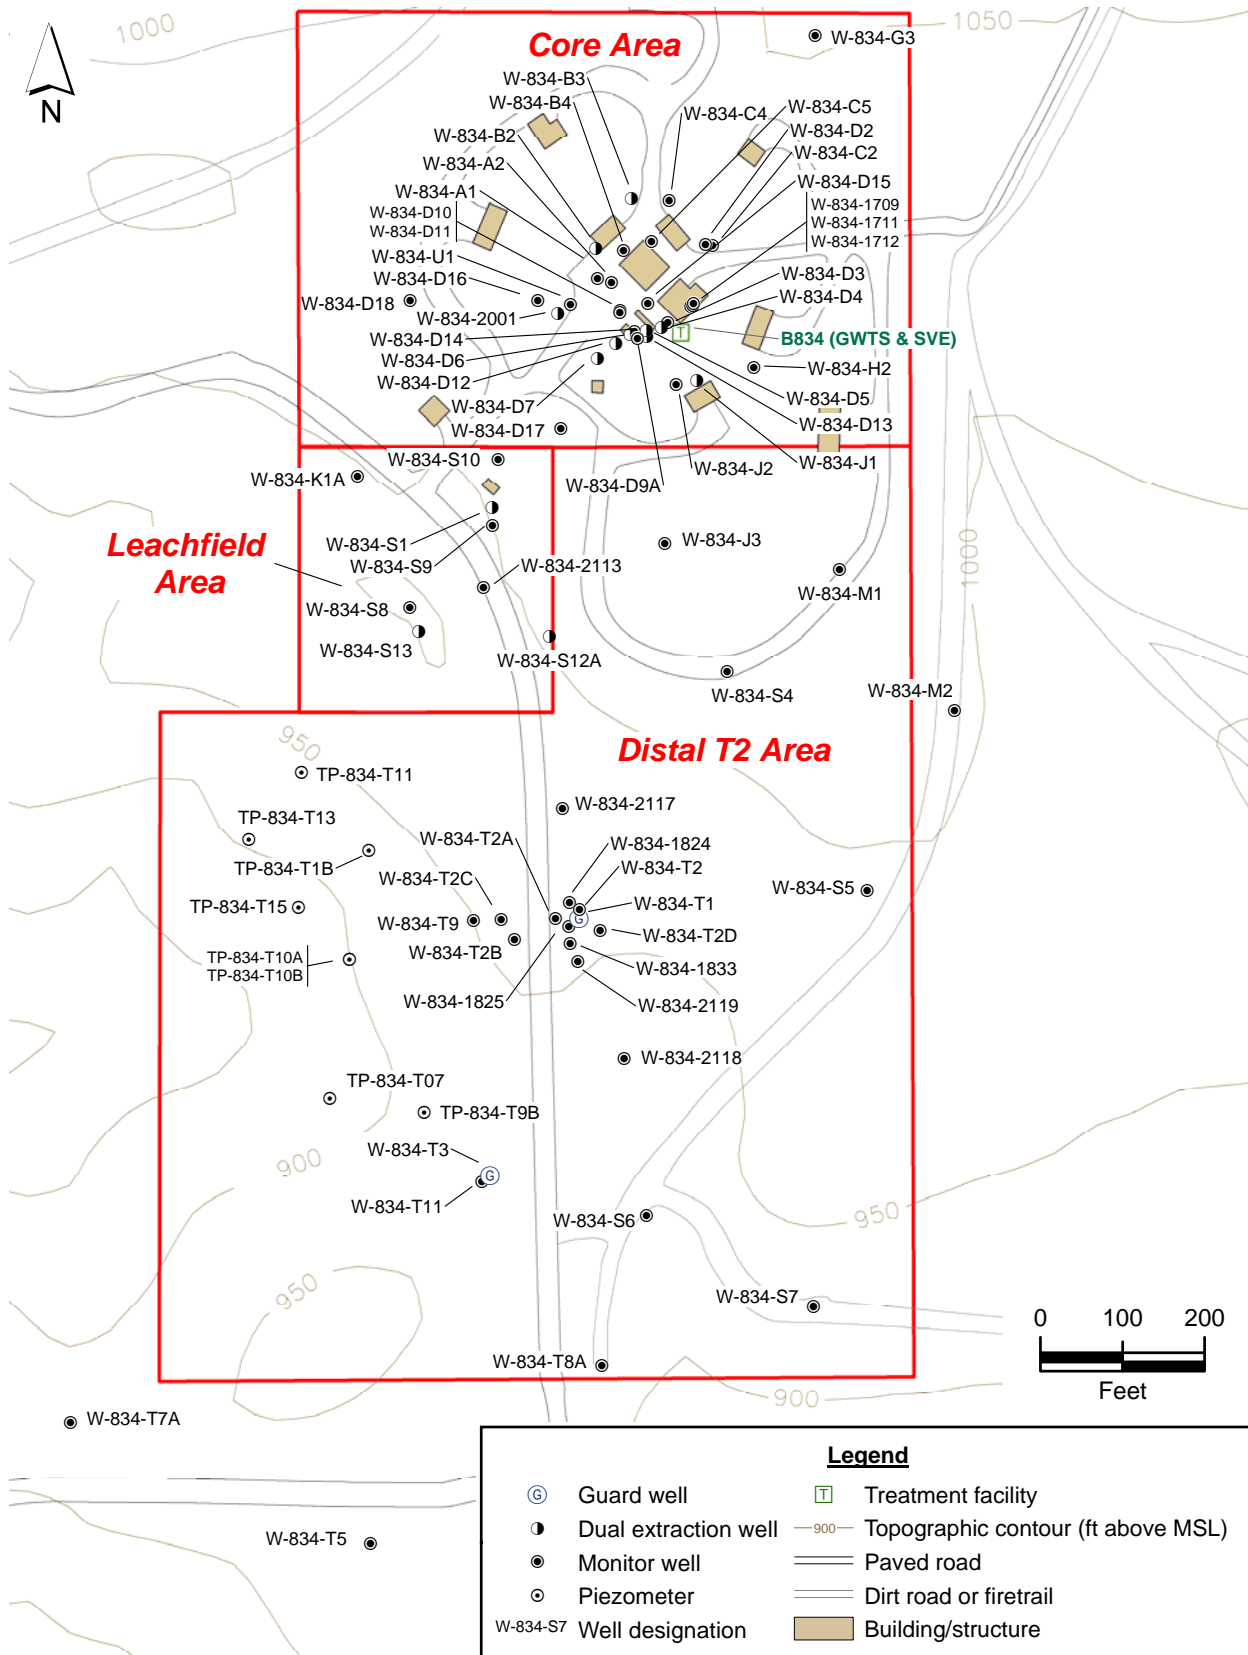 1000
1050
Core Area
W-834-G3
N
W-834-B3
W-834-B4
W-834-C4
W-834-C5
W-834-B2
W-834-D2
W-834-A2
W-834-C2
W-834-A1
W-834-D15
W-834-D10
W-834-D11
W-834-1709
W-834-1711
W-834-1712
W-834-U1
W-834-D16
W-834-D3
W-834-D18
W-834-D4
W-834-2001
W-834-D14
T
B834 (GWTS & SVE)
W-834-D6
W-834-H2
W-834-D12
W-834-D7
W-834-D5
W-834-D17
W-834-D13
W-834-S10
W-834-J2
W-834-J1
W-834-K1A
W-834-D9A
Leachfield
Area
W-834-S1
W-834-S9
W-834-2113
W-834-J3
1000
W-834-M1
W-834-S8
W-834-S13
W-834-S12A
W-834-S4
W-834-M2
950
Distal T2 Area
TP-834-T11
W-834-2117
TP-834-T13
W-834-T2A
W-834-1824
TP-834-T1B
W-834-T2
W-834-T2C
W-834-S5
TP-834-T15
W-834-T1
W-834-T9
G
W-834-T2D
W-834-T2B
TP-834-T10A
TP-834-T10B
W-834-1833
W-834-1825
W-834-2119
W-834-2118
TP-834-T07
TP-834-T9B
W-834-T3
900
G
W-834-T11
W-834-S6
950
950
W-834-S7
0 100 200
Feet
W-834-T8A
900
W-834-T7A
W-834-T5
Legend
G Guard well
Dual extraction well
Monitor well
Piezometer
W-834-S7 Well designation
T Treatment facility
900 Topographic contour (ft above MSL)
Paved road
Dirt road or firetrail
Building/structure